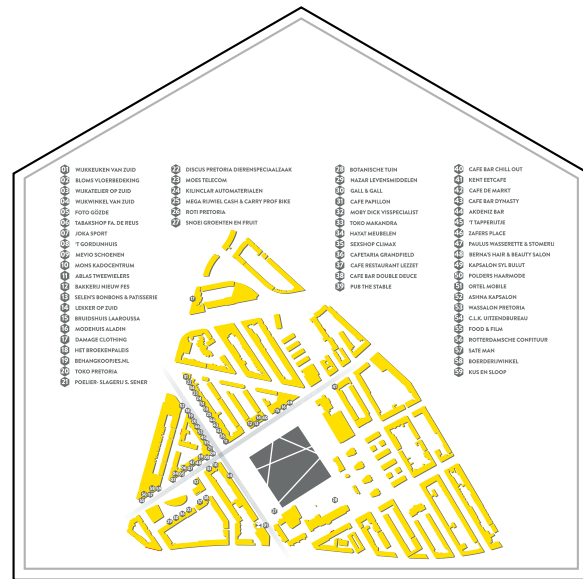 01 WIJKKEUKEN VAN ZUID
02 BLOMS VLOERBEDEKING
03 WIJKATELIER OP ZUID
04 WIJKWINKEL VAN ZUID
05 FOTO GÖZDE
06 TABAKSHOP FA. DE REUS
07 JOKA SPORT
08 'T GORDIJNHUIS
09 MEVIO SCHOENEN
10 MONS KADOCENTRUM
11 ABLAS TWEEWIELERS
12 BAKKERIJ NIEUW FES
13 SELEN'S BONBONS & PATISSERIE
14 LEKKER OP ZUID
15 BRUIDSHUIS LAAROUSSA
16 MODEHUIS ALADIN
17 DAMAGE CLOTHING
18 HET BROEKENPALEIS
19 BEHANGKOOPJES.NL
20 TOKO PRETORIA
21 POELIER- SLAGERIJ S. SENER
22 DISCUS PRETORIA DIERENSPECIAALZAAK
23 MOES TELECOM
24 KILINCLAR AUTOMATERIALEN
25 MEGA RIJWIEL CASH & CARRY PROF BIKE
26 ROTI PRETORIA
27 SNOEI GROENTEN EN FRUIT
28 BOTANISCHE TUIN
29 NAZAR LEVENSMIDDELEN
30 GALL & GALL
31 CAFE PAPILLON
32 MOBY DICK VISSPECIALIST
33 TOKO MAKANDRA
34 HAYAT MEUBELEN
35 SEXSHOP CLIMAX
36 CAFETARIA GRANDFIELD
37 CAFE RESTAURANT LEZZET
38 CAFE BAR DOUBLE DEUCE
39 PUB THE STABLE
40 CAFE BAR CHILL OUT
41 KENT EETCAFE
42 CAFE DE MARKT
43 CAFE BAR DYNASTY
44 AKDENIZ BAR
45 'T TAPPERIJTJE
46 ZAFERS PLACE
47 PAULUS WASSERETTE & STOMERIJ
48 BERNA'S HAIR & BEAUTY SALON
49 KAPSALON SYL BULUT
50 POLDERS HAARMODE
51 ORTEL MOBILE
52 ASHNA KAPSALON
53 WASSALON PRETORIA
54 C.L.K. UITZENDBUREAU
55 FOOD & FILM
56 ROTTERDAMSCHE CONFITUUR
57 SATE MAN
58 BOERDERIJWINKEL
59 KUS EN SLOOP